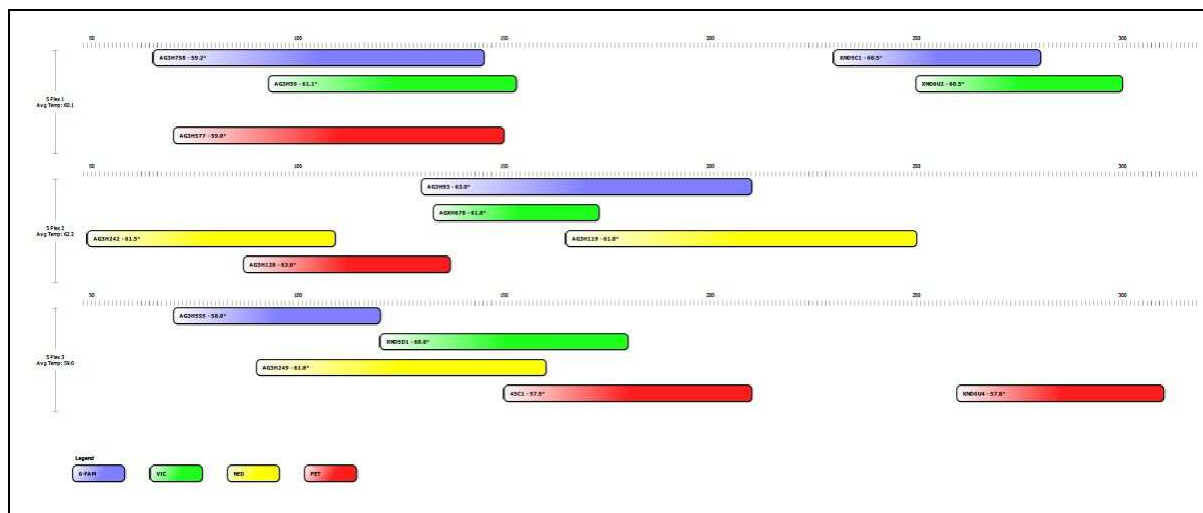 50 100 150 200 250 300
AG3H758 - 59.2° XND5C1 - 60.5°
AG3H59 - 61.1° XND6U2 - 60.5°
5 Plex 1
Avg Temp: 60.1
AG3H577 - 59.0°
50 100 150 200 250 300
AG3H93 - 63.0°
AGXH678 - 61.8°
5 Plex 2
Avg Temp: 62.2
AG3H242 - 61.5° AG3H119 - 61.8°
AG3H128 - 63.0°
50 100 150 200 250 300
AG3H555 - 58.0°
XND5D1 - 60.0°
5 Plex 3
Avg Temp: 59.0
AG3H249 - 61.8°
45C1 - 57.5° XND6U4 - 57.8°
Legend
6-FAM VIC NED PET